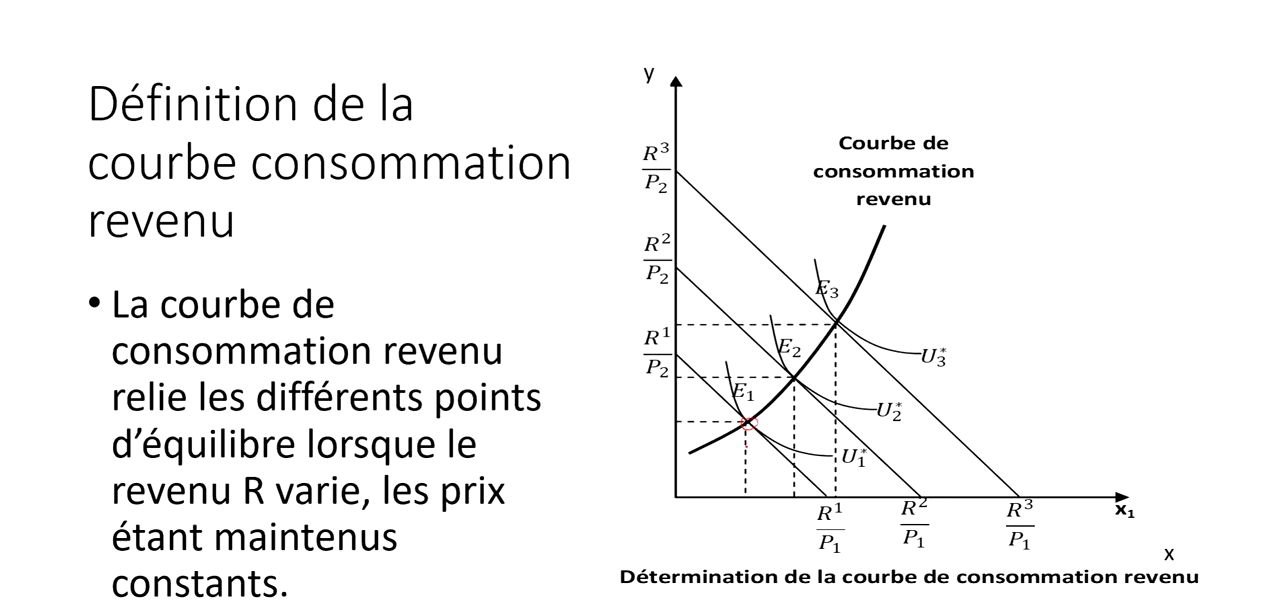 Définition de la
courbe consommation
revenu
• La courbe de
consommation revenu
relie les différents points
d’équilibre lorsque le
revenu R varie, les prix
étant maintenus
constants.
y
Courbe de
consommation
revenu
R³
P₂
R²
P₂
R¹
P₂
E₃
E₂
E₁
U₃*
U₂*
U₁*
R¹
P₁
R²
P₁
R³
P₁
x₁
x
Détermination de la courbe de consommation revenu